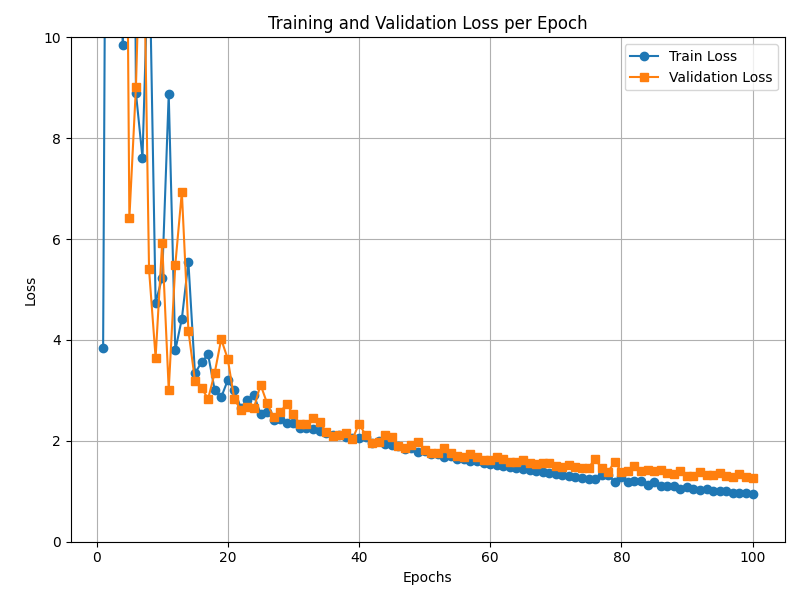 Training and Validation Loss per Epoch
Train Loss
Validation Loss
Loss
10
8
6
4
2
0
0 20 40 60 80 100
Epochs